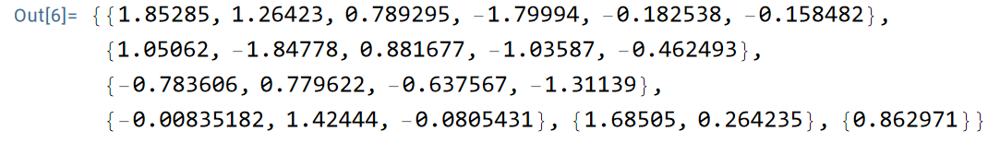 Out[6]= {{1.85285, 1.26423, 0.789295, -1.79994, -0.182538, -0.158482},
{1.05062, -1.84778, 0.881677, -1.03587, -0.462493},
{-0.783606, 0.779622, -0.637567, -1.31139},
{-0.00835182, 1.42444, -0.0805431}, {1.68505, 0.264235}, {0.862971}}